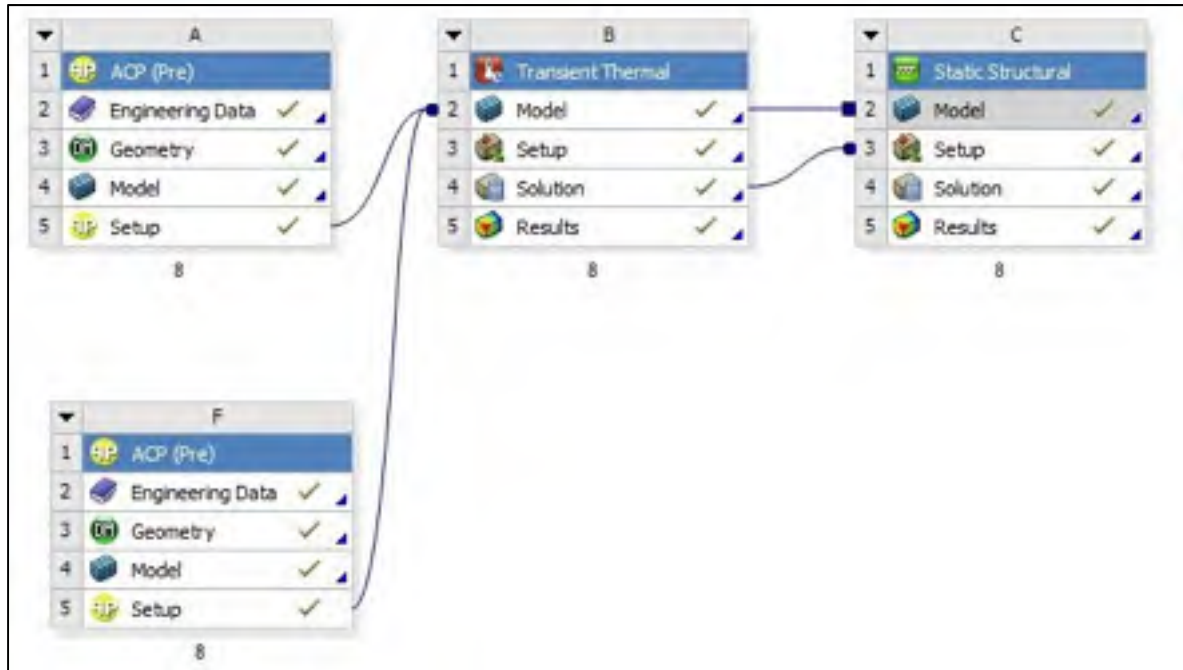 A
1 ACP (Pre)
2 Engineering Data
3 Geometry
4 Model
5 Setup
8
B
1 Transient Thermal
2 Model
3 Setup
4 Solution
5 Results
8
C
1 Static Structural
2 Model
3 Setup
4 Solution
5 Results
8
F
1 ACP (Pre)
2 Engineering Data
3 Geometry
4 Model
5 Setup
8